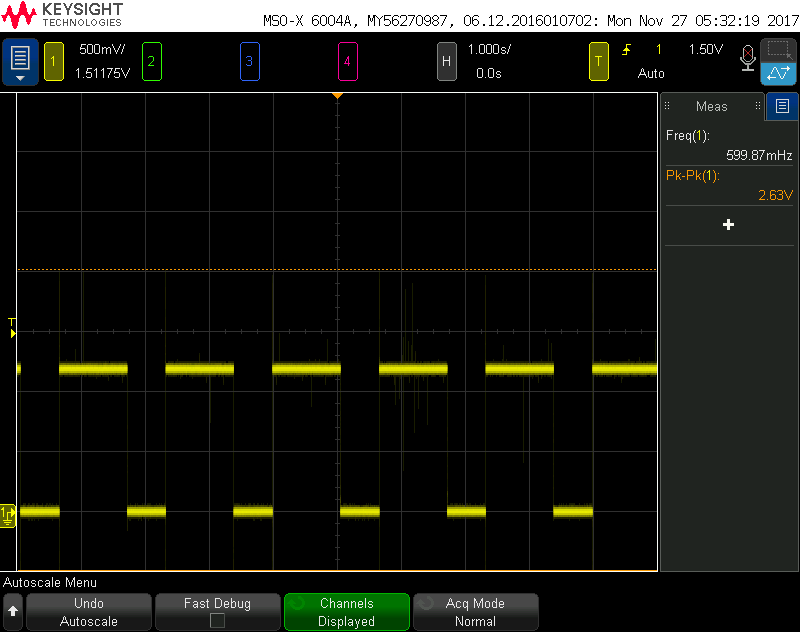 KEYSIGHT
TECHNOLOGIES
MSO-X 6004A, MY56270987, 06.12.2016010702: Mon Nov 27 05:32:19 2017
1 500mV/ 2 3 4 H 1.000s/ T 1 1.50V
1.51175V 0.0s Auto
Meas
Freq(1):
599.87mHz
Pk-Pk(1):
2.63V
+
T
1
Autoscale Menu
Undo
Autoscale
Fast Debug
Channels
Displayed
Acq Mode
Normal